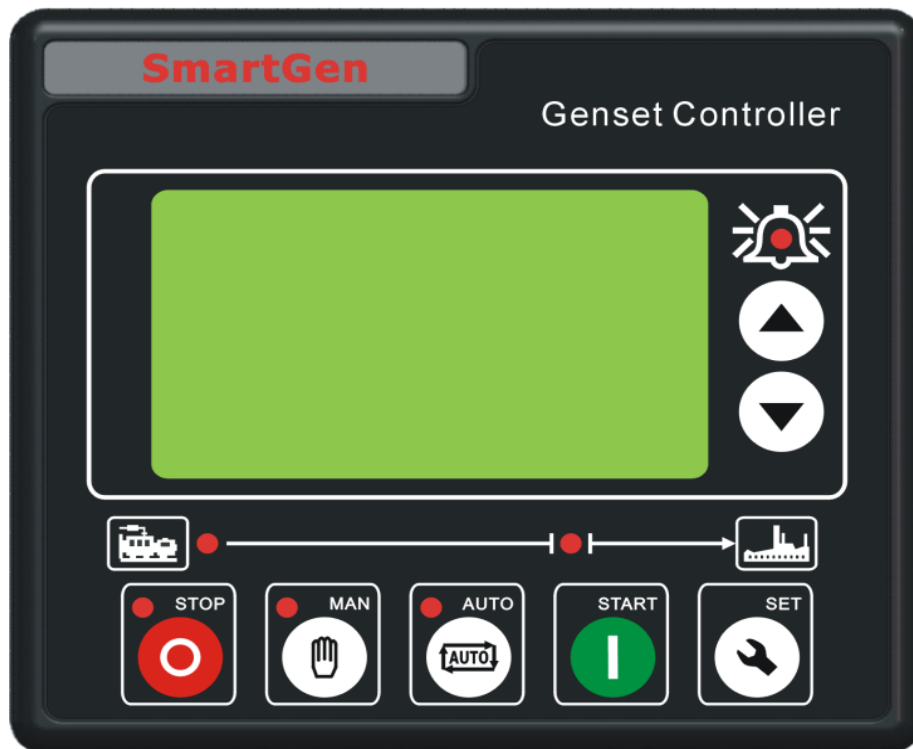 SmartGen
Genset Controller
STOP
MAN
AUTO
START
SET
AUTO